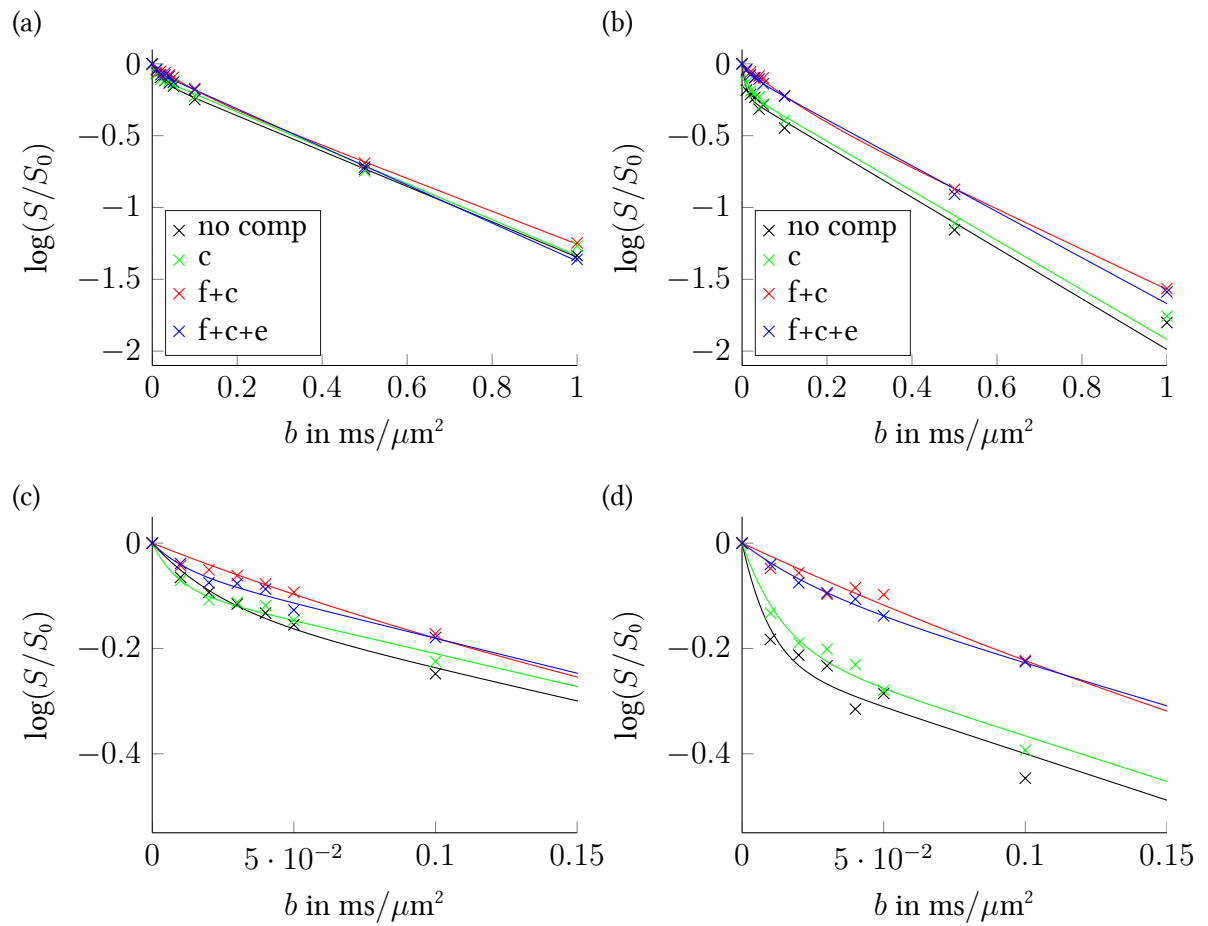 (a)
0
−0.5
−1
−1.5
−2
log(S/S₀)
no comp
c
f+c
f+c+e
0 0.2 0.4 0.6 0.8 1
b in ms/μm²
(b)
0
−0.5
−1
−1.5
−2
log(S/S₀)
no comp
c
f+c
f+c+e
0 0.2 0.4 0.6 0.8 1
b in ms/μm²
(c)
0
−0.2
−0.4
log(S/S₀)
0 5 · 10⁻² 0.1 0.15
b in ms/μm²
(d)
0
−0.2
−0.4
log(S/S₀)
0 5 · 10⁻² 0.1 0.15
b in ms/μm²